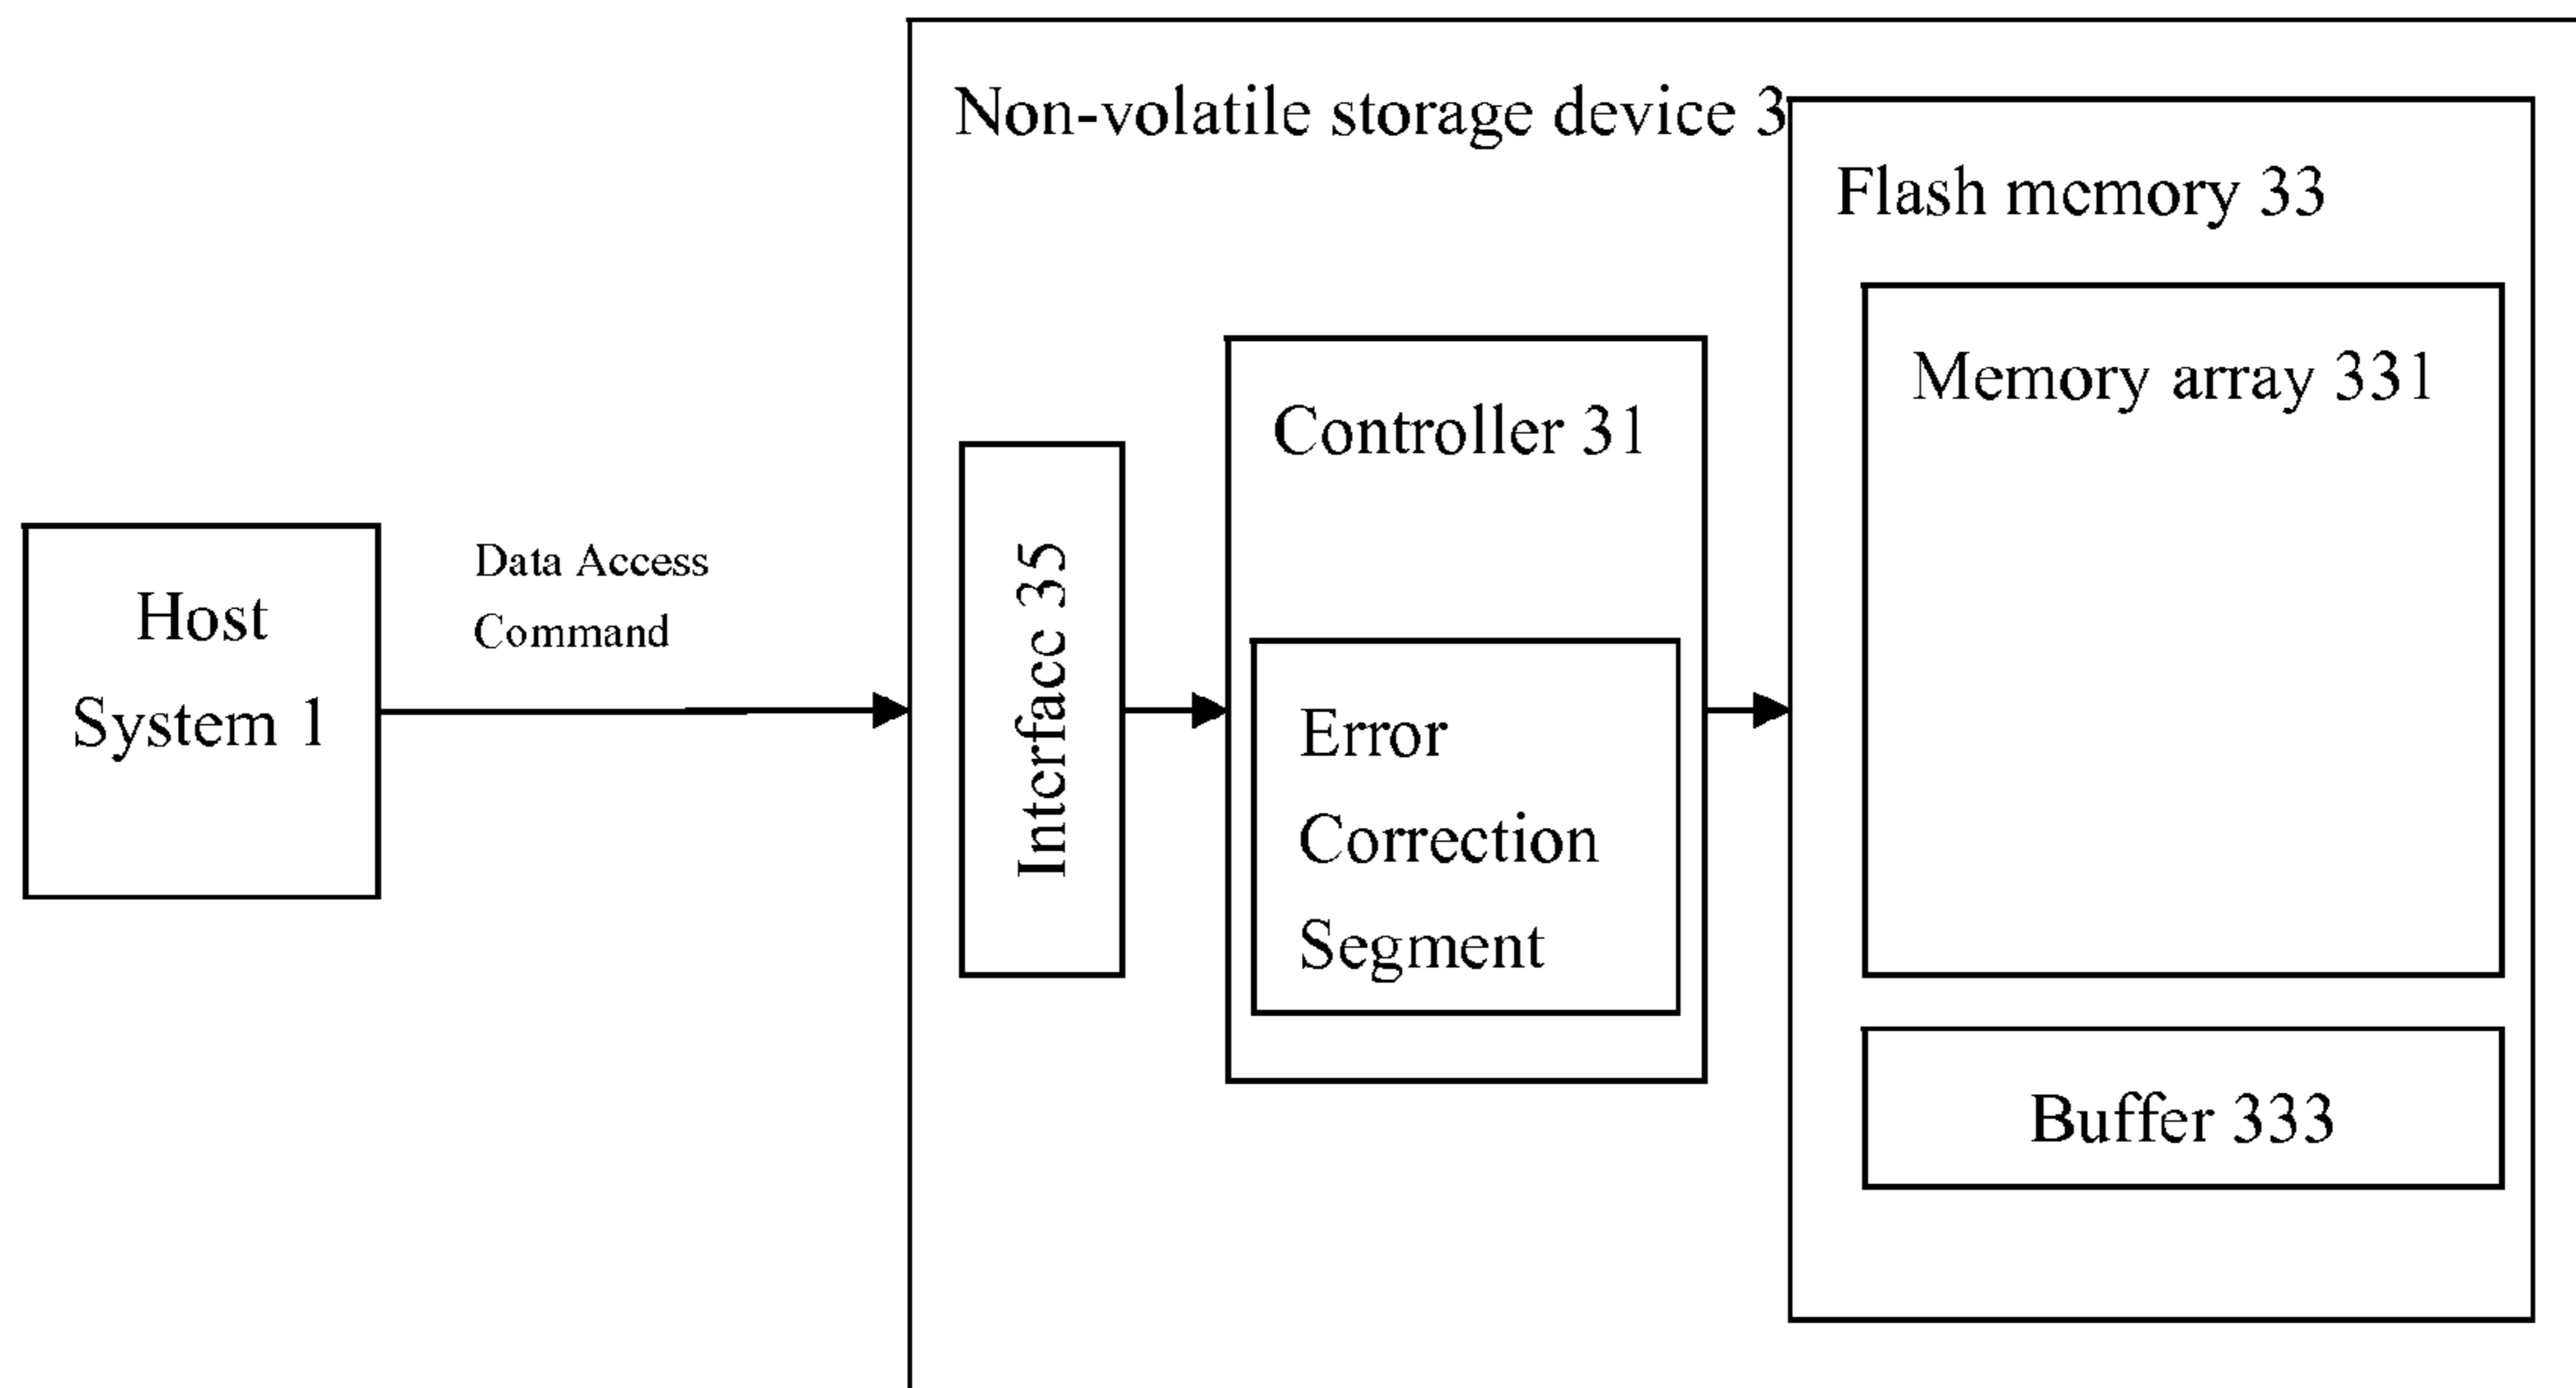 Non-volatile storage device 3
Flash memory 33
Memory array 331
Controller 31
Host
System 1
Data Access
Command
Interface 35
Error
Correction
Segment
Buffer 333